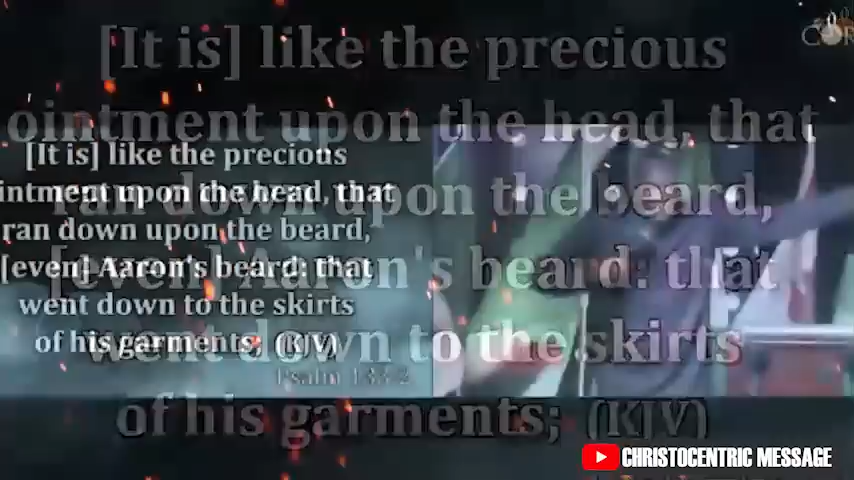 [It is] like the precious
ointment upon the head, that
ran down upon the beard,
[even] Aaron's beard: that
went down to the skirts
of his garments; (KJV)
[It is] like the precious
intment upon the head, that
ran down upon the beard,
[even] Aaron's beard: that
went down to the skirts
of his garments; (KJV)
Psalm 133:2
COR
CHRISTOCENTRIC MESSAGE